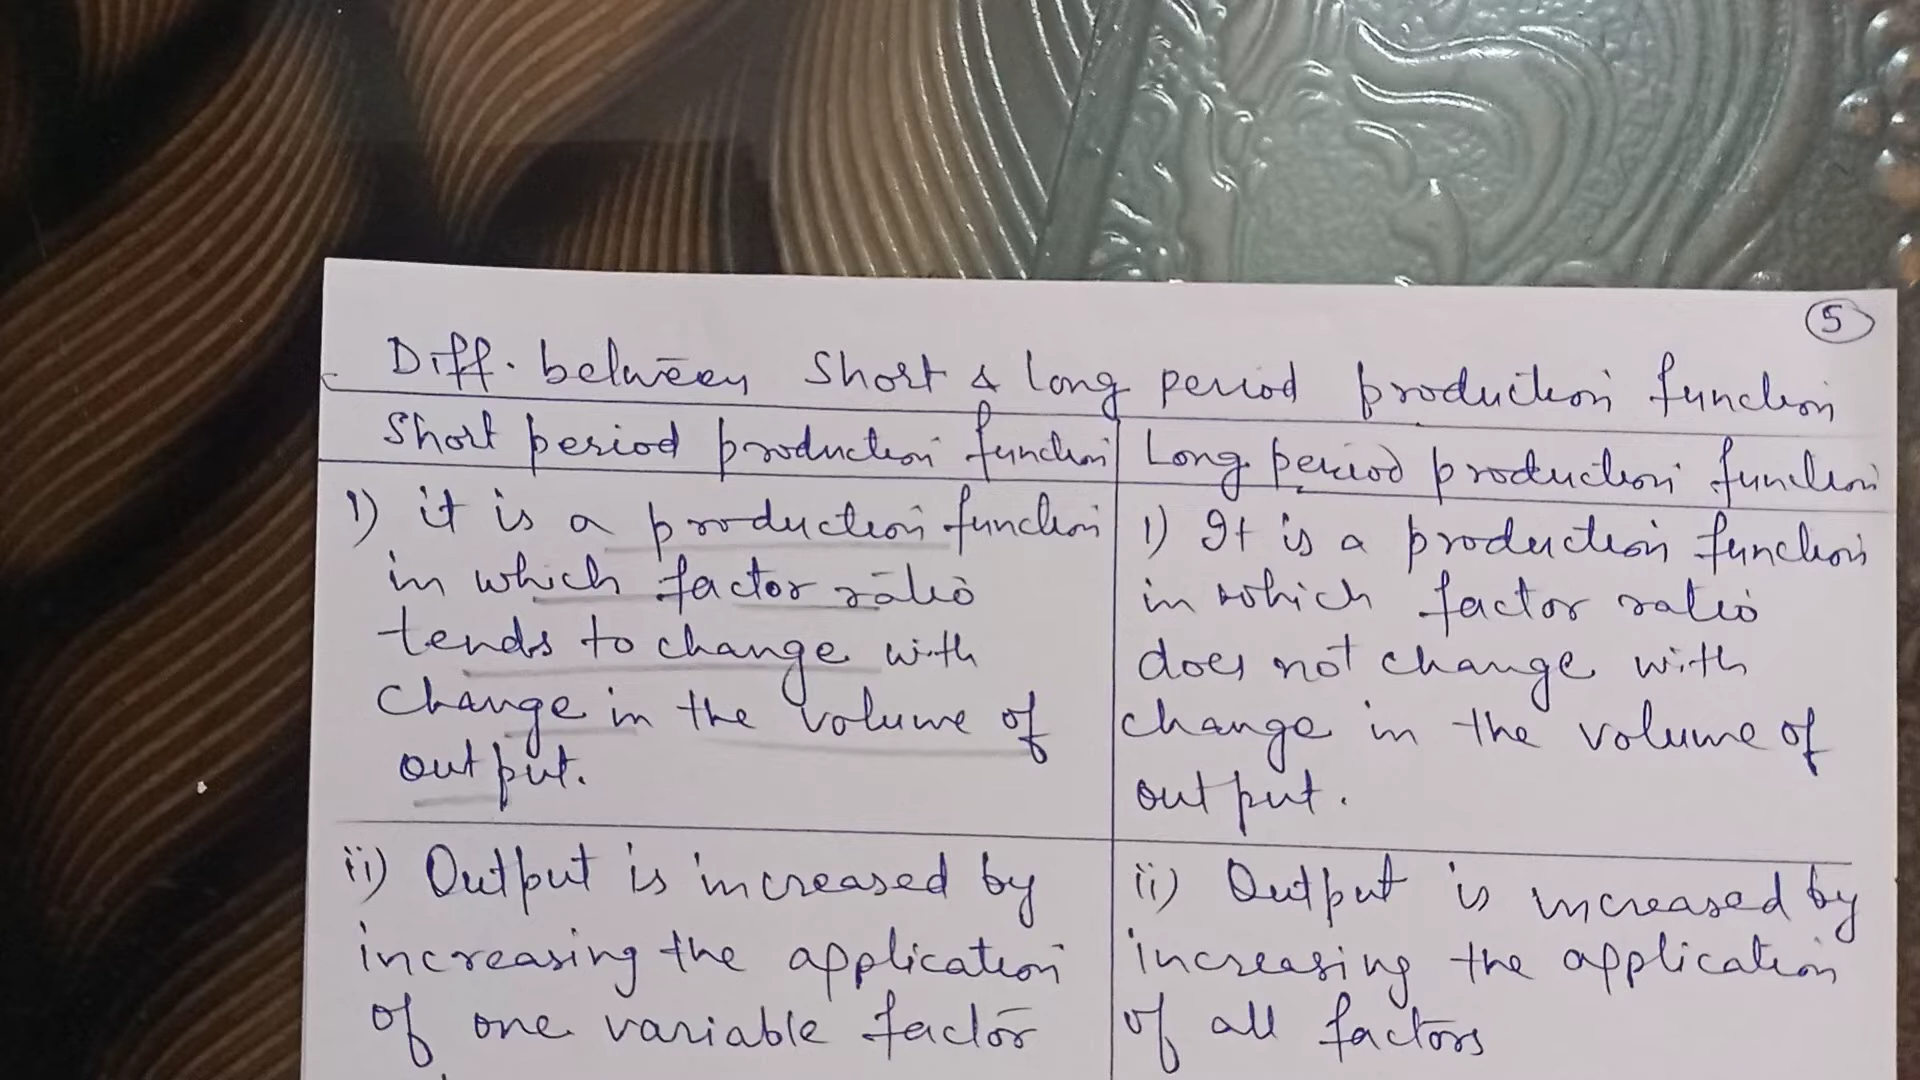 5
Diff. between Short & long period production function
Short period production function
1) it is a production function
in which factor ratio
tends to change with
change in the volume of
output.
ii) Output is increased by
increasing the application
of one variable factor
Long period production function
1) It is a production function
in which factor ratio
does not change with
change in the volume of
output.
ii) Output is increased by
increasing the application
of all factors